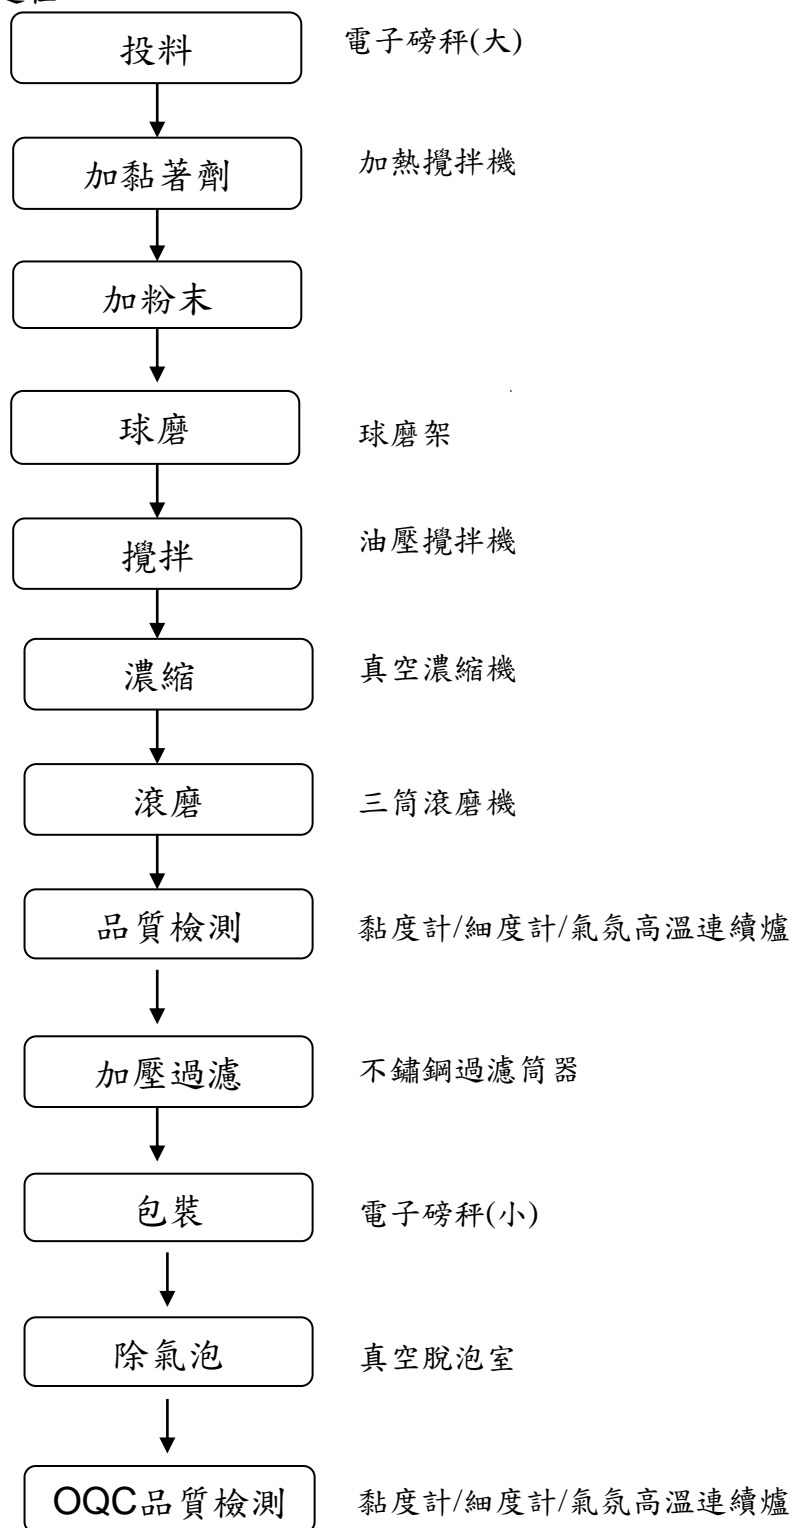 投料
電子磅秤(大)
加黏著劑
加熱攪拌機
加粉末
球磨
球磨架
攪拌
油壓攪拌機
濃縮
真空濃縮機
滾磨
三筒滾磨機
品質檢測
黏度計/細度計/氣氛高溫連續爐
加壓過濾
不鏽鋼過濾筒器
包裝
電子磅秤(小)
除氣泡
真空脫泡室
OQC品質檢測
黏度計/細度計/氣氛高溫連續爐